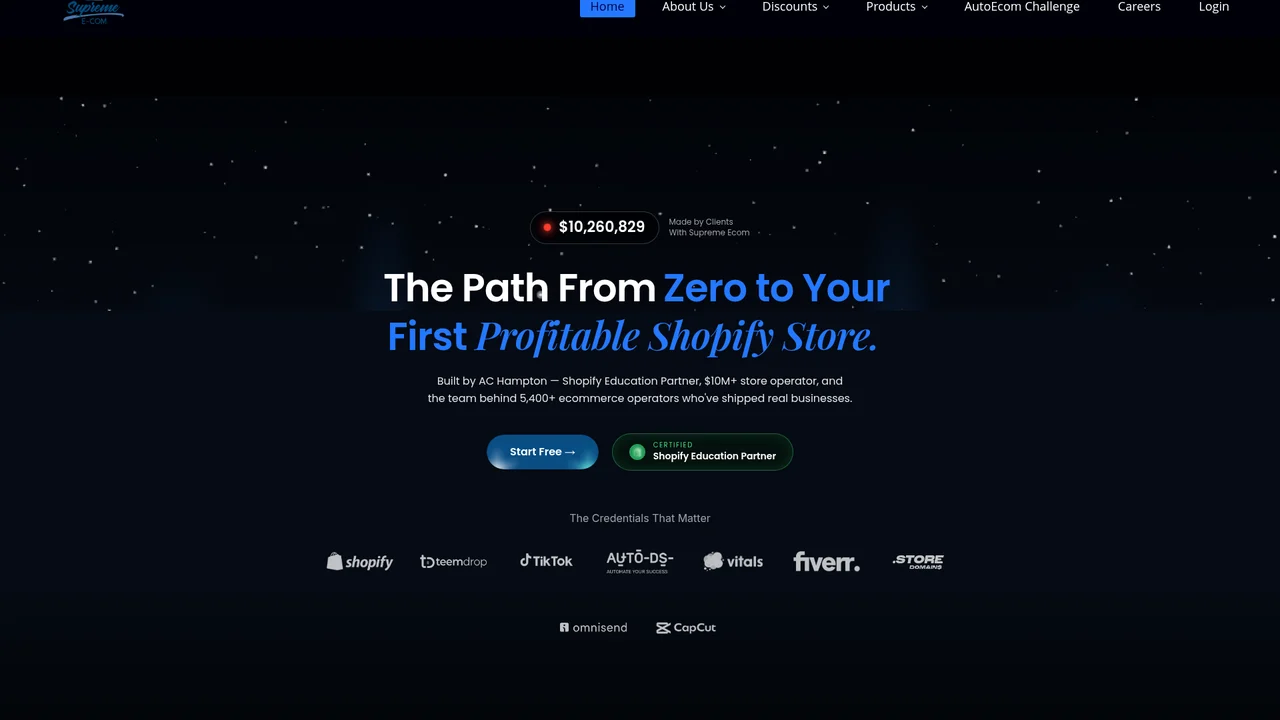 Supreme
E-COM
Home
About Us
Discounts
Products
AutoEcom Challenge
Careers
Login
$10,260,829
Made by Clients
With Supreme Ecom
The Path From Zero to Your
First Profitable Shopify Store.
Built by AC Hampton — Shopify Education Partner, $10M+ store operator, and
the team behind 5,400+ ecommerce operators who've shipped real businesses.
Start Free →
CERTIFIED
Shopify Education Partner
The Credentials That Matter
shopify
teemdrop
TikTok
AUTO-DS-
AUTOMATE YOUR SUCCESS
vitals
fiverr.
.STORE
DOMAINS
omnisend
CapCut